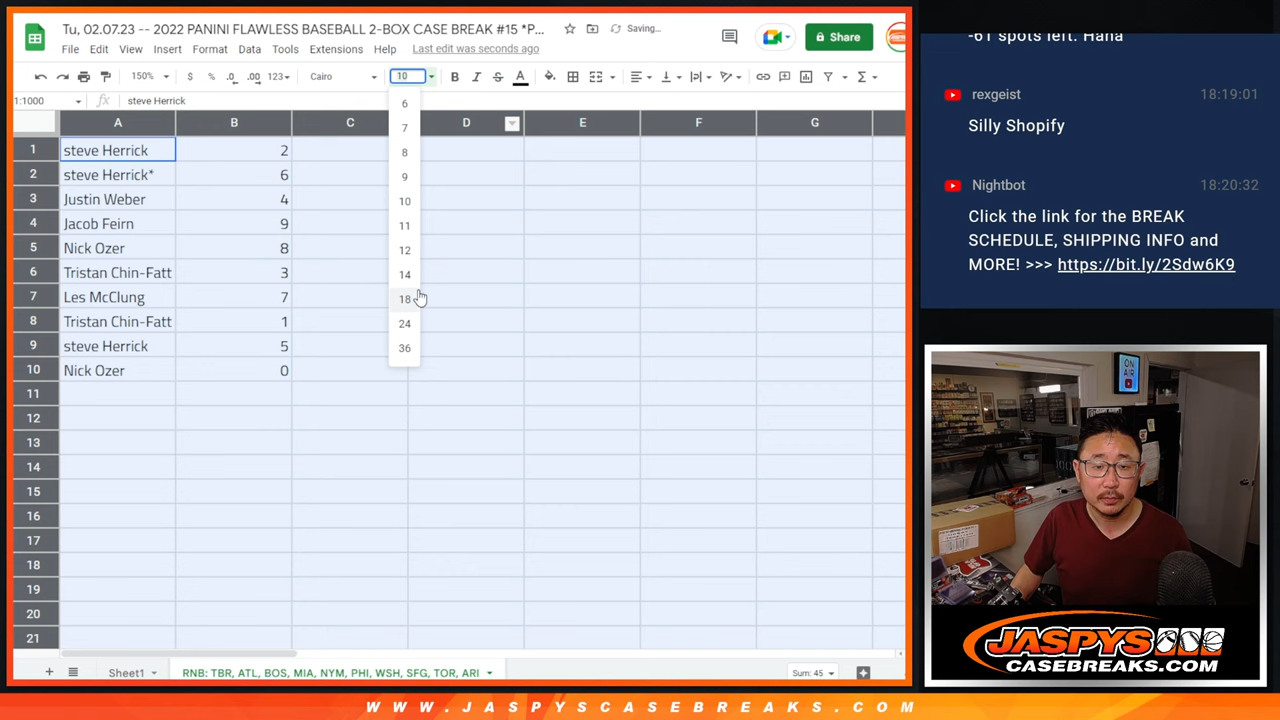 Tu, 02.07.23 -- 2022 PANINI FLAWLESS BASEBALL 2-BOX CASE BREAK #15 *P...
Saving...
File Edit View Insert Format Data Tools Extensions Help Last edit was seconds ago
Share
150% $ % .0 .00 123 Cairo 10 B I A
1:1000 fx steve Herrick
A B C D E F G
1 steve Herrick 2
2 steve Herrick* 6
3 Justin Weber 4
4 Jacob Feirn 9
5 Nick Ozer 8
6 Tristan Chin-Fatt 3
7 Les McClung 7
8 Tristan Chin-Fatt 1
9 steve Herrick 5
10 Nick Ozer 0
11
12
13
14
15
16
17
18
19
20
21
6
7
8
9
10
11
12
14
18
24
36
Sheet1 RNB: TBR, ATL, BOS, MIA, NYM, PHI, WSH, SFG, TOR, ARI Sum: 45
-61 spots left. Hana
rexgeist 18:19:01
Silly Shopify
Nightbot 18:20:32
Click the link for the BREAK
SCHEDULE, SHIPPING INFO and
MORE! >>> https://bit.ly/2Sdw6K9
ON
AIR
JASPYS
CASEBREAKS.COM
WWW.JASPYSCASEBREAKS.COM